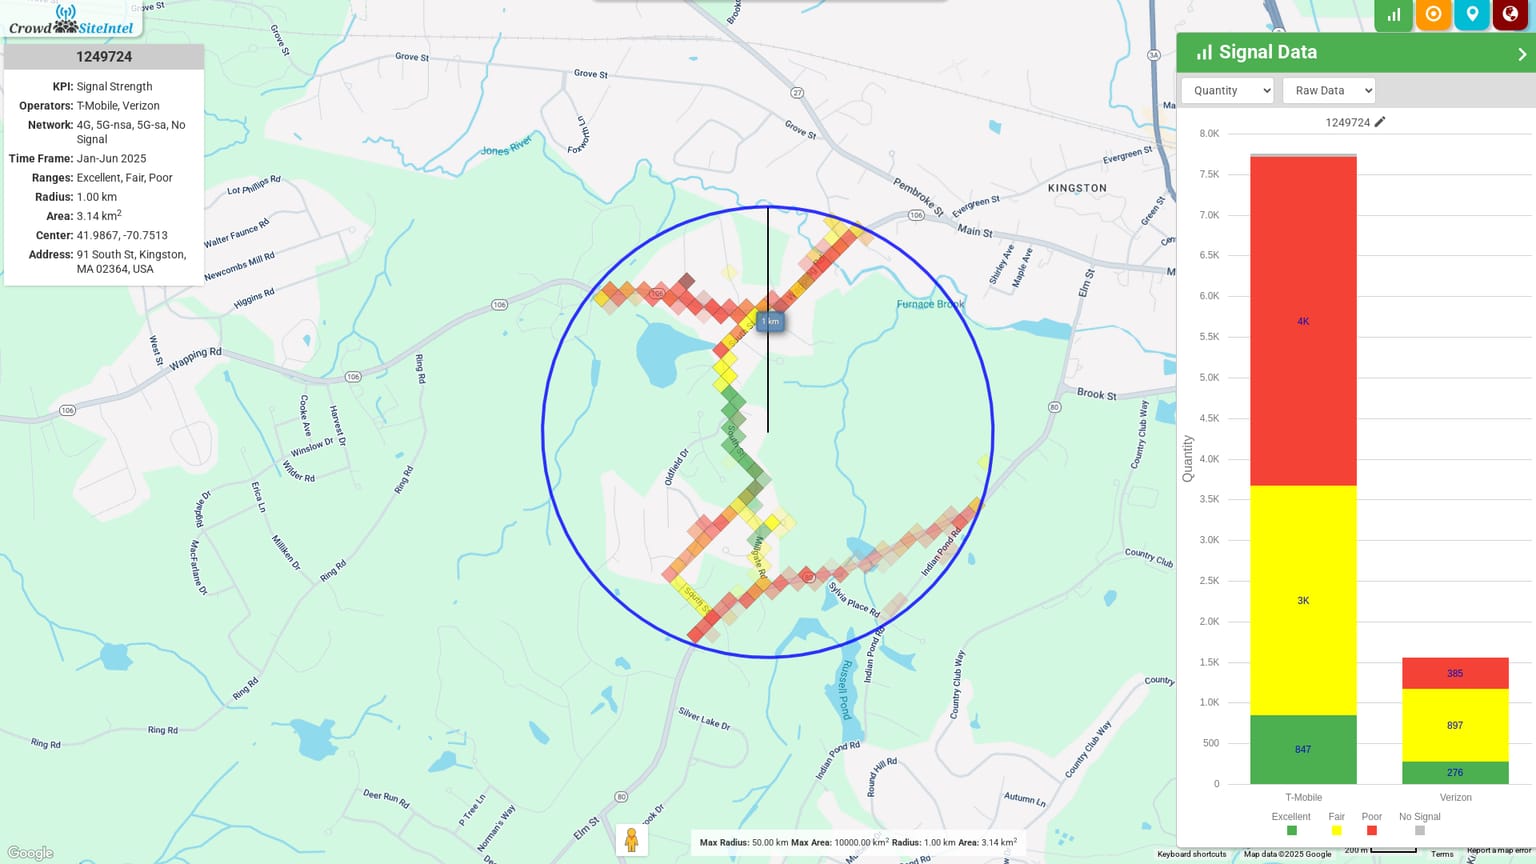 CrowdSiteIntel
1249724
KPI: Signal Strength
Operators: T-Mobile, Verizon
Network: 4G, 5G-nsa, 5G-sa, No
Signal
Time Frame: Jan-Jun 2025
Ranges: Excellent, Fair, Poor
Radius: 1.00 km
Area: 3.14 km²
Center: 41.9867, -70.7513
Address: 91 South St, Kingston,
MA 02364, USA
Grove St
Grove St
Grove St
Grove St
27
3A
Foxworth Ln
Jones River
Evergreen St
Pembroke St
KINGSTON
Evergreen St
Green St
106
Main St
Lot Phillips Rd
Walter Faunce Rd
Newcombs Mill Rd
Higgins Rd
Shirley Ave
Maple Ave
Elm St
Furnace Brook
106
106
1 km
South St
West St
Wapping Rd
Ring Rd
106
106
80
Brook St
Cooke Ave
Harvest Dr
Winslow Dr
Wilder Rd
Ring Rd
Oldfield Dr
South St
Country Club Way
Erica Ln
Milliken Dr
MacFarlane Dr
Ring Rd
Millgate Rd
Indian Pond Rd
Country Club
80
Sylvia Place Rd
South St
Indian Pond Rd
Russell Pond
Country Club Way
Country
Ring Rd
Ring Rd
Ring Rd
Silver Lake Dr
Indian Pond Rd
Round Hill Rd
Country Club Way
Deer Run Rd
P Tree Ln
Norman's Way
80
Elm St
Autumn Ln
Google
Max Radius: 50.00 km Max Area: 10000.00 km² Radius: 1.00 km Area: 3.14 km²
Signal Data
Quantity
Raw Data
1249724
8.0K
7.5K
7.0K
6.5K
6.0K
5.5K
5.0K
4.5K
4.0K
3.5K
3.0K
2.5K
2.0K
1.5K
1.0K
500
0
Quantity
4K
3K
847
385
897
276
T-Mobile
Verizon
Excellent
Fair
Poor
No Signal
Keyboard shortcuts
Map data ©2025 Google
200 m
Terms
Report a map error